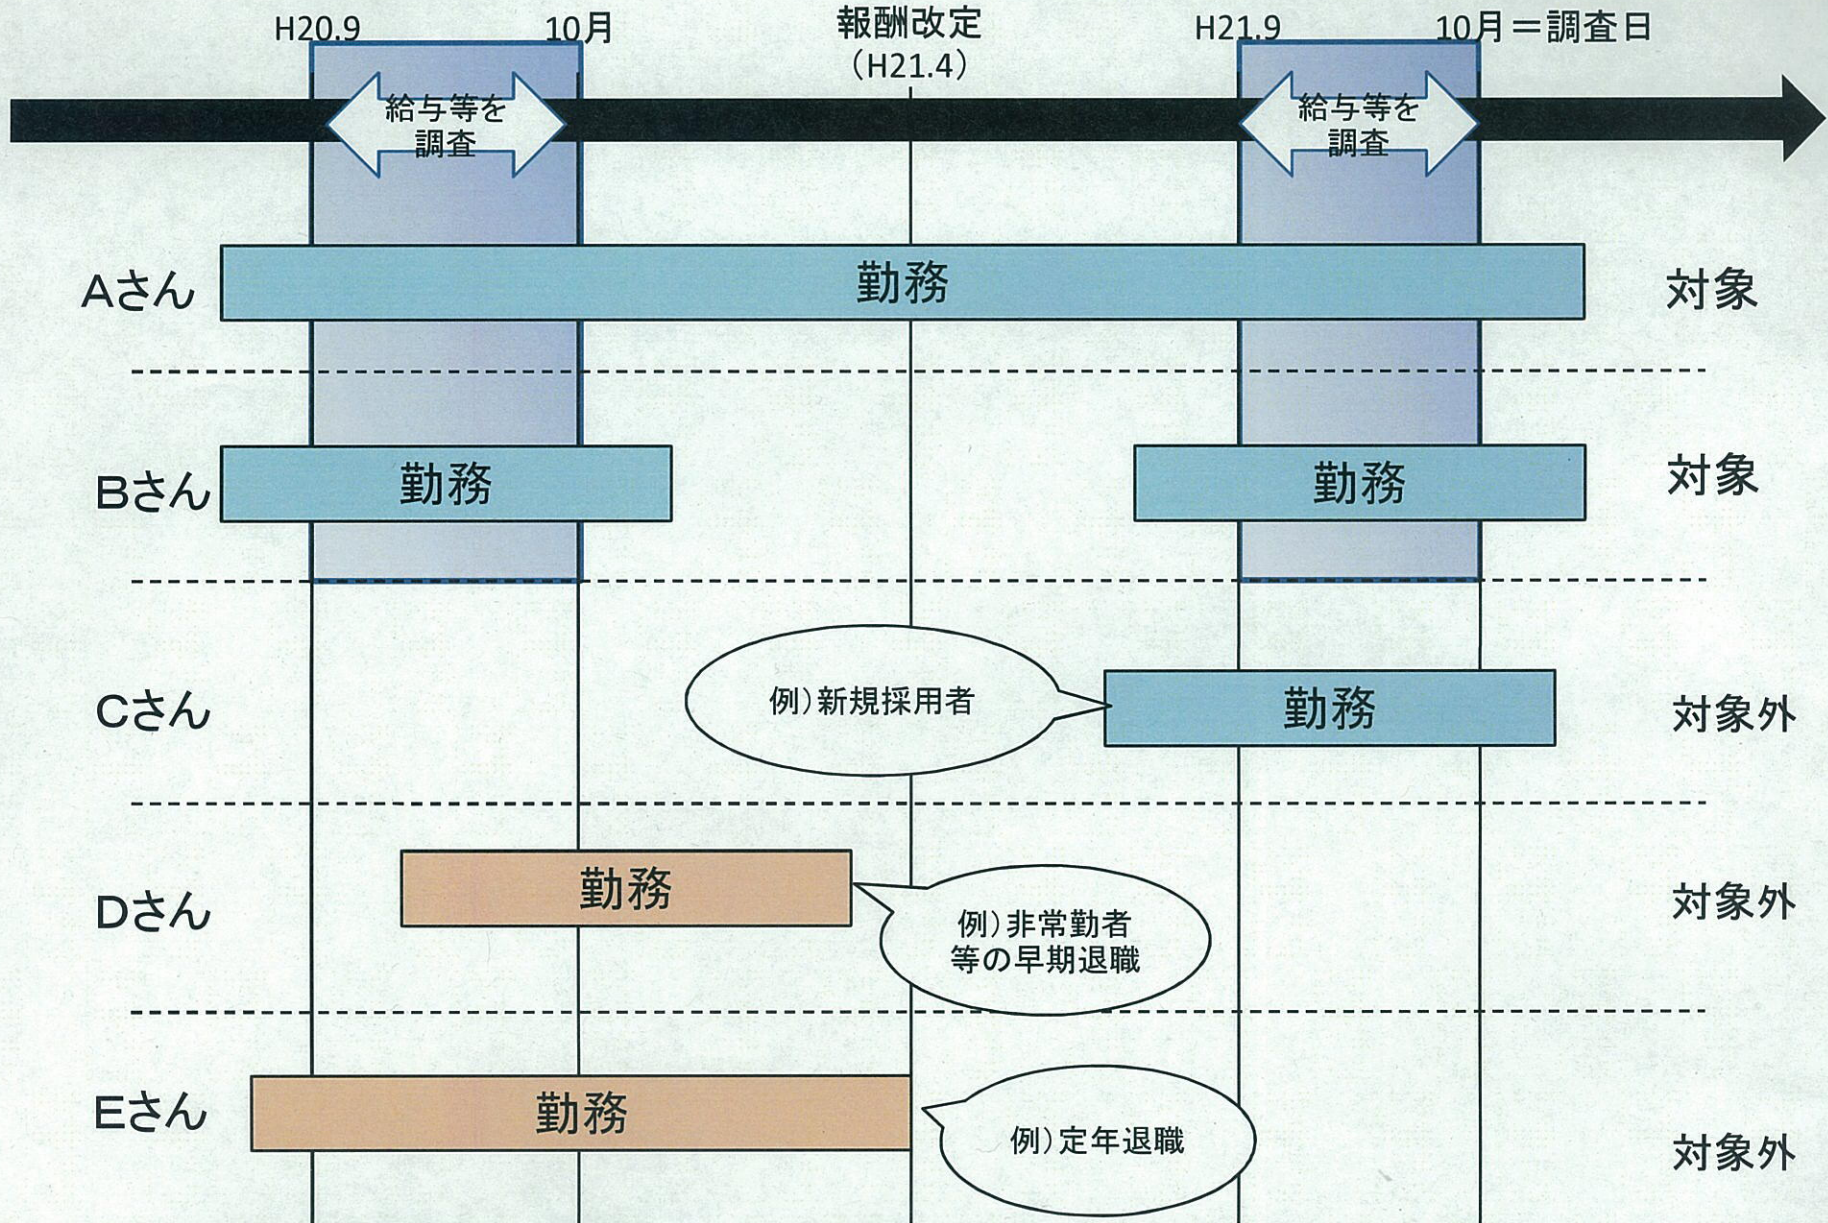 H20.9
10月
報酬改定
（H21.4）
H21.9
10月＝調査日
給与等を
調査
給与等を
調査
Aさん
勤務
対象
Bさん
勤務
勤務
対象
Cさん
例）新規採用者
勤務
対象外
Dさん
勤務
例）非常勤者
等の早期退職
対象外
Eさん
勤務
例）定年退職
対象外